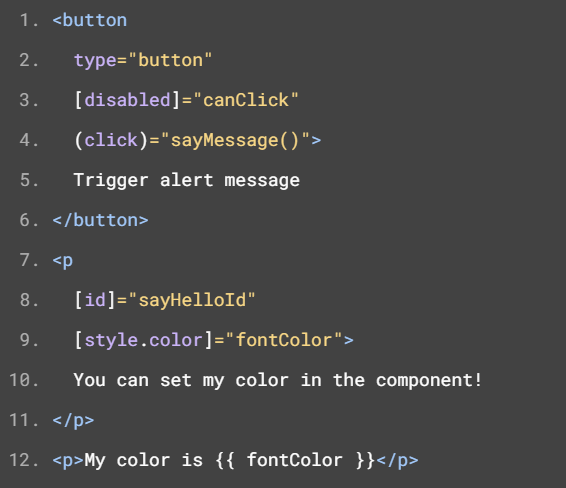 1. <button
2. type="button"
3. [disabled]="canClick"
4. (click)="sayMessage()">
5. Trigger alert message
6. </button>
7. <p
8. [id]="sayHelloId"
9. [style.color]="fontColor">
10. You can set my color in the component!
11. </p>
12. <p>My color is {{ fontColor }}</p>